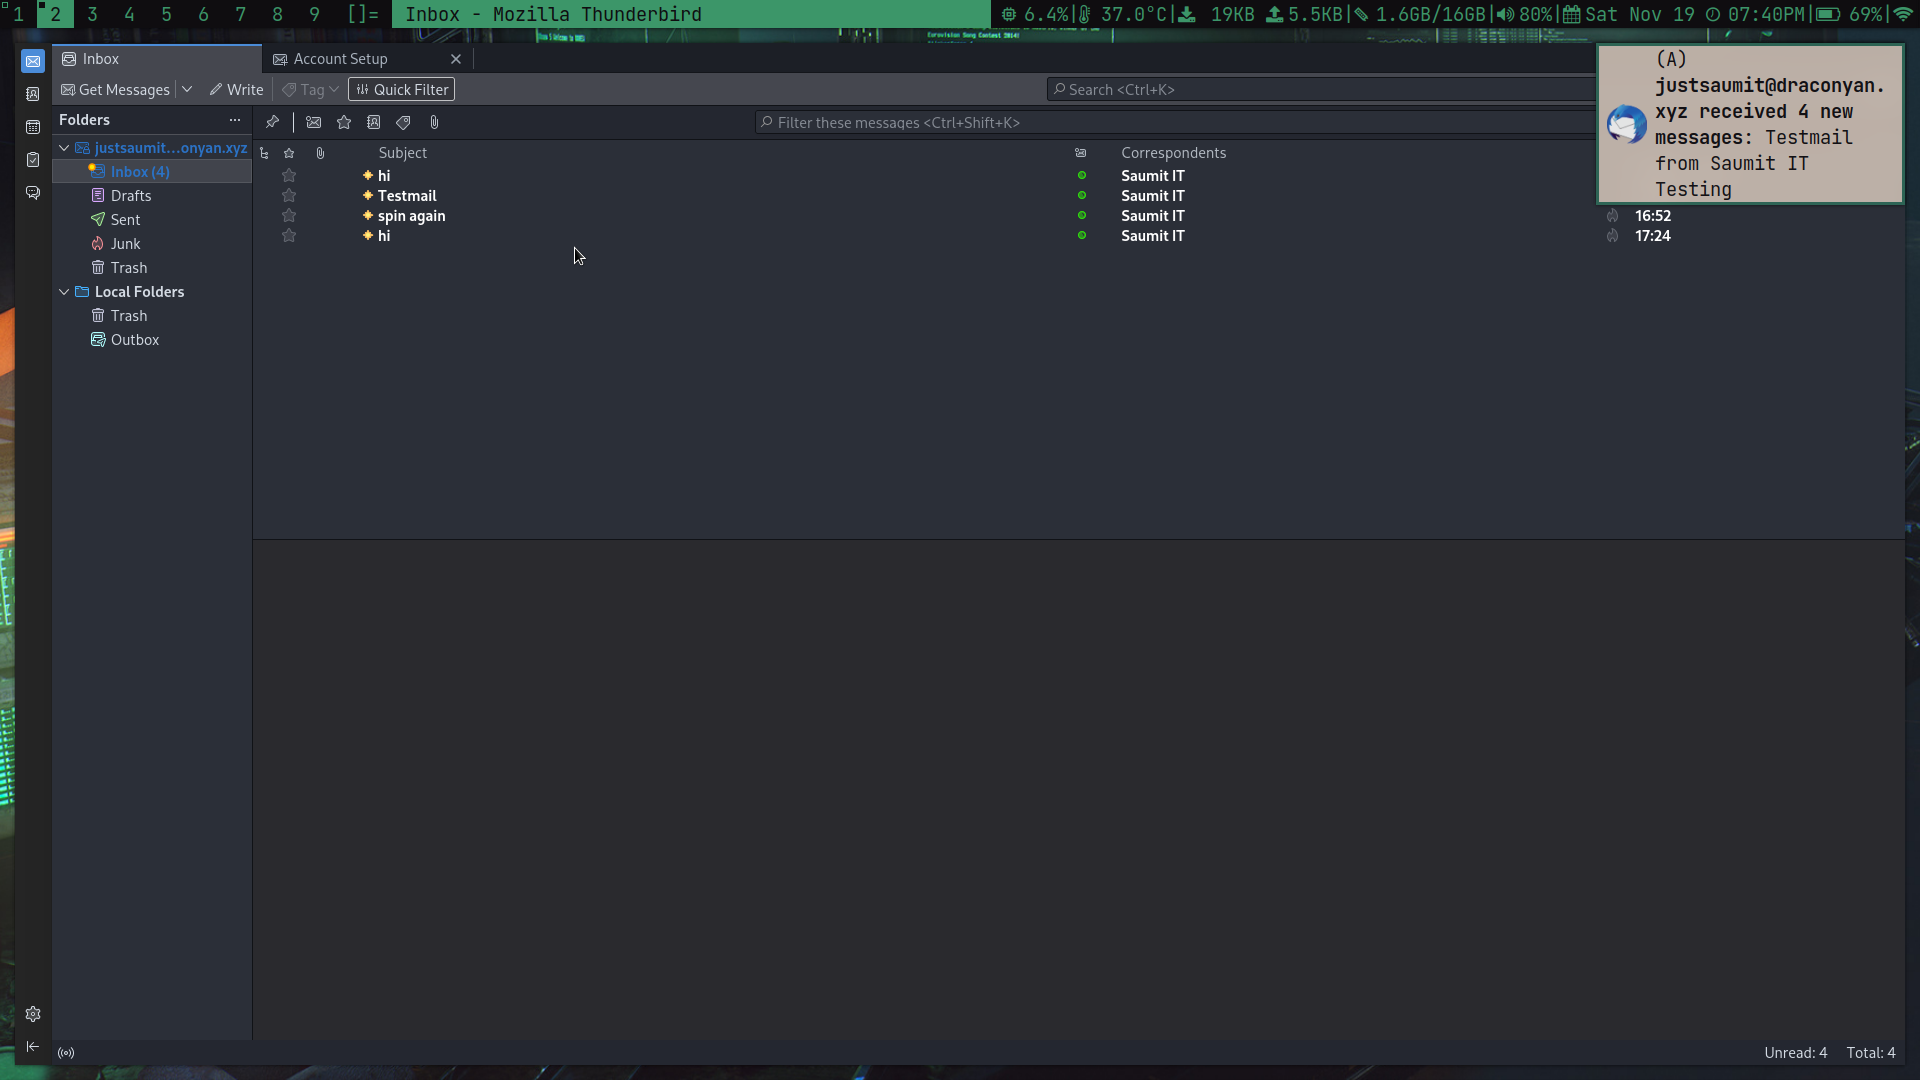 1 2 3 4 5 6 7 8 9 []= Inbox - Mozilla Thunderbird 6.4%| 37.0°C| 19KB 5.5KB| 1.6GB/16GB| 80%| Sat Nov 19 07:40PM| 69%|
Eurovision Song Contest 2014!
Inbox Account Setup
(A)
justsaumit@draconyan.
xyz received 4 new
messages: Testmail
from Saumit IT
Testing
Get Messages Write Tag Quick Filter Search <Ctrl+K>
Folders ... Filter these messages <Ctrl+Shift+K>
justsaumit...onyan.xyz Subject Correspondents
Inbox (4) hi Saumit IT
Drafts Testmail Saumit IT
Sent spin again Saumit IT 16:52
Junk hi Saumit IT 17:24
Trash
Local Folders
Trash
Outbox
Unread: 4 Total: 4